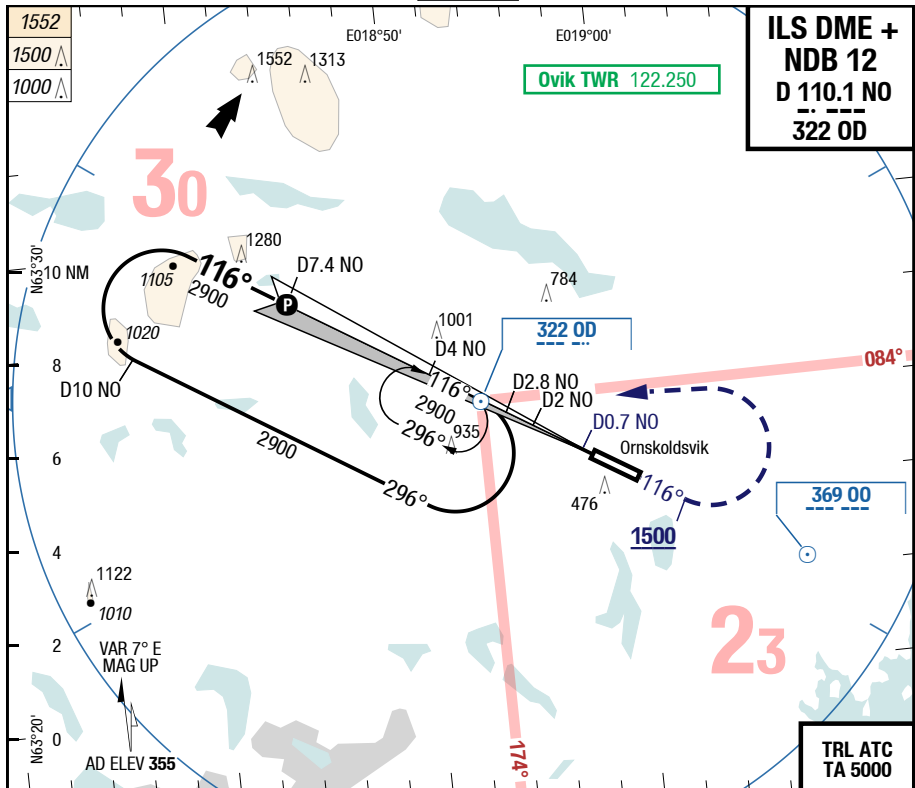 1552
1500
1000
E018°50'
E019°00'
ILS DME +
NDB 12
D 110.1 NO
322 OD
Ovik TWR 122.250
1552
1313
30
1280
N63°30'
10 NM
1105
116°
2900
D7.4 NO
784
1020
1001
322 OD
D4 NO
084°
8
D10 NO
116°
2900
D2.8 NO
D2 NO
296°
935
D0.7 NO
Ornskoldsvik
6
2900
296°
476
116°
369 OO
1500
4
1122
1010
23
2
VAR 7° E
MAG UP
N63°20'
0
AD ELEV 355
174°
TRL ATC
TA 5000
P